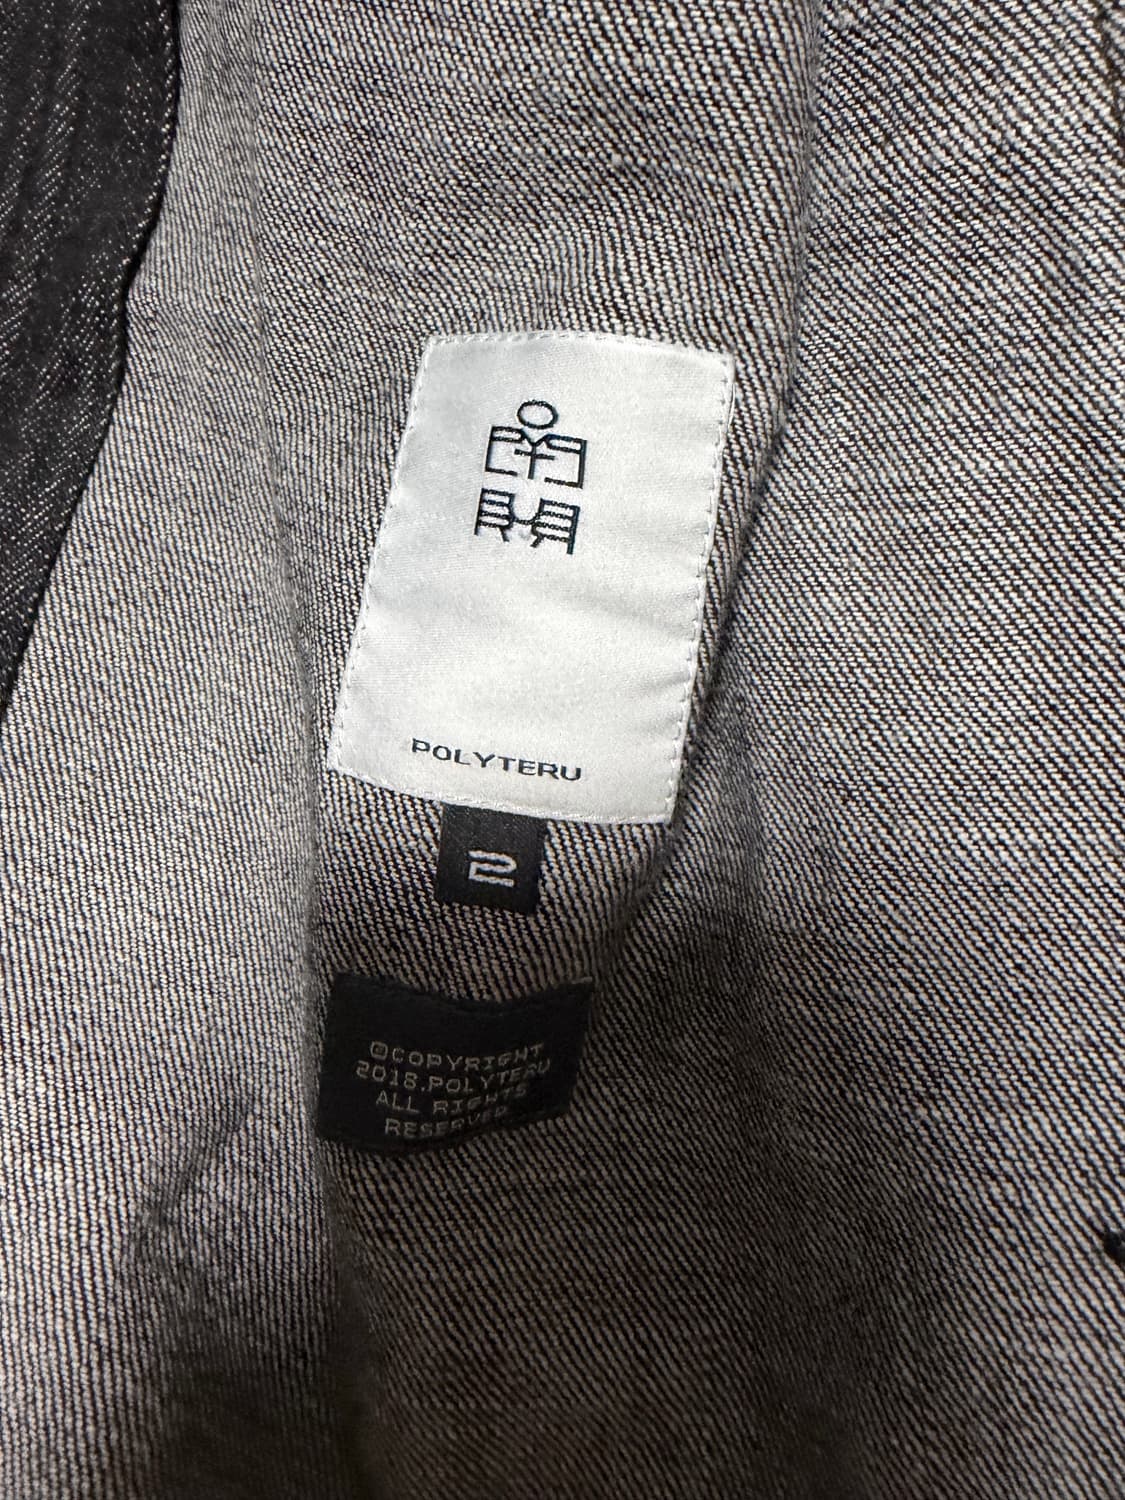 POLYTERU
2
©COPYRIGHT
2018.POLYTERU
ALL RIGHTS
RESERVED